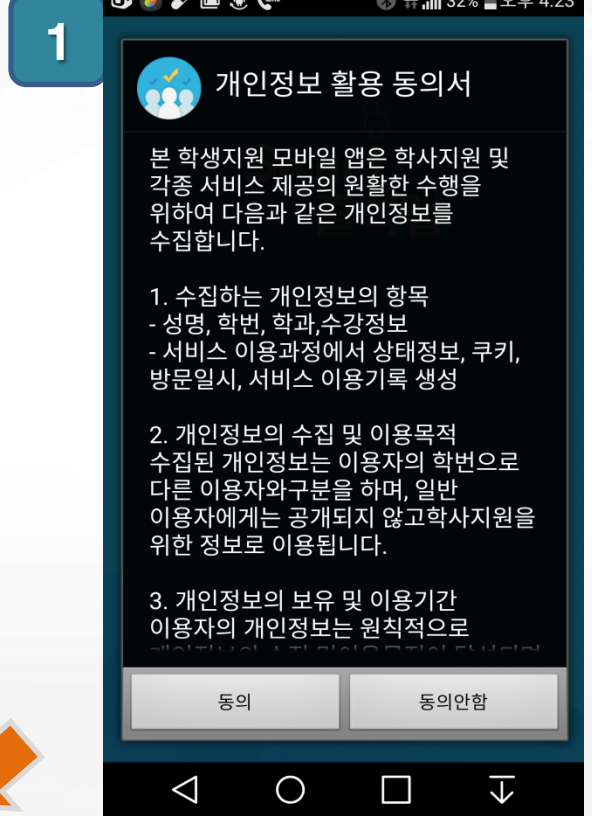 1
32% 오후 4:23
개인정보 활용 동의서
본 학생지원 모바일 앱은 학사지원 및
각종 서비스 제공의 원활한 수행을
위하여 다음과 같은 개인정보를
수집합니다.
1. 수집하는 개인정보의 항목
- 성명, 학번, 학과,수강정보
- 서비스 이용과정에서 상태정보, 쿠키,
방문일시, 서비스 이용기록 생성
2. 개인정보의 수집 및 이용목적
수집된 개인정보는 이용자의 학번으로
다른 이용자와구분을 하며, 일반
이용자에게는 공개되지 않고학사지원을
위한 정보로 이용됩니다.
3. 개인정보의 보유 및 이용기간
이용자의 개인정보는 원칙적으로
동의
동의안함